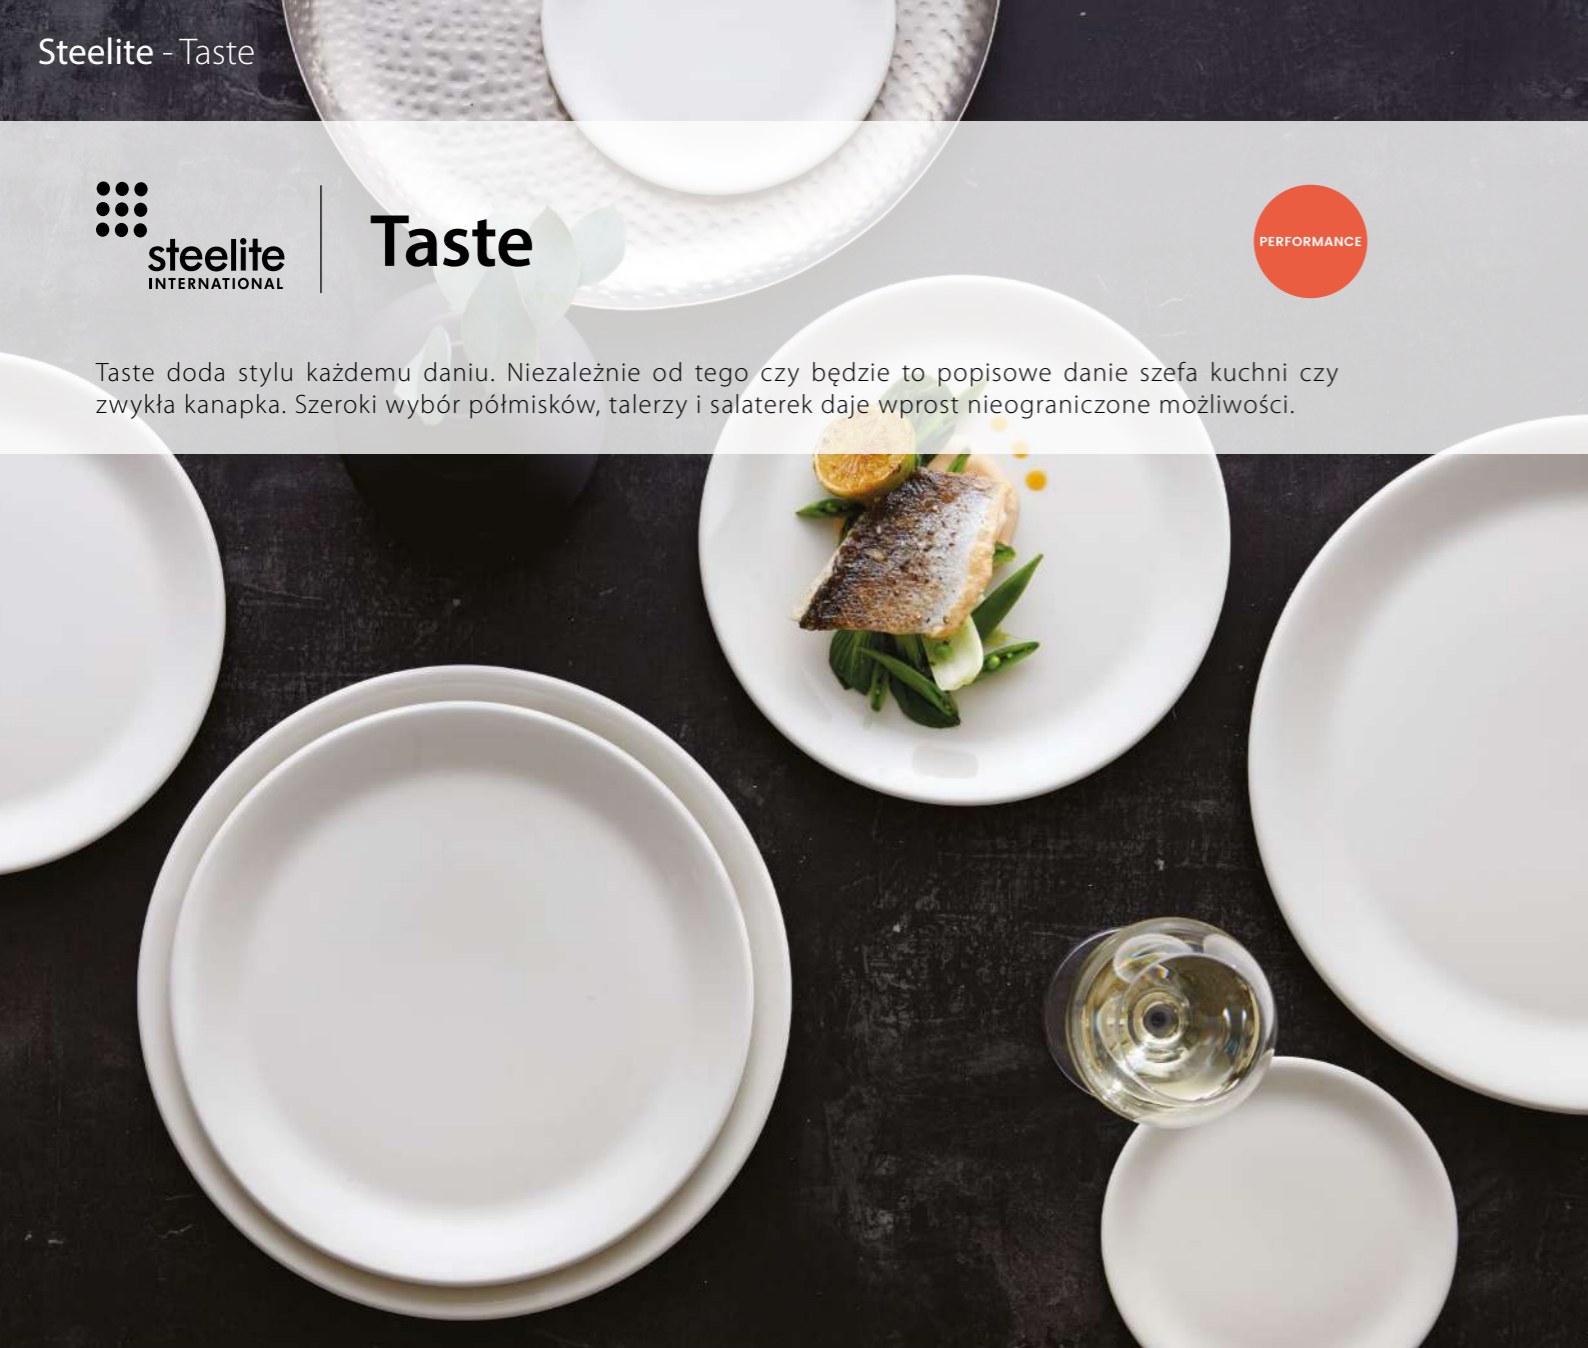 Steelite - Taste
steelite
INTERNATIONAL
Taste
PERFORMANCE
Taste doda stylu każdemu daniu. Niezależnie od tego czy będzie to popisowe danie szefa kuchni czy
zwykła kanapka. Szeroki wybór półmisków, talerzy i salaterek daje wprost nieograniczone możliwości.